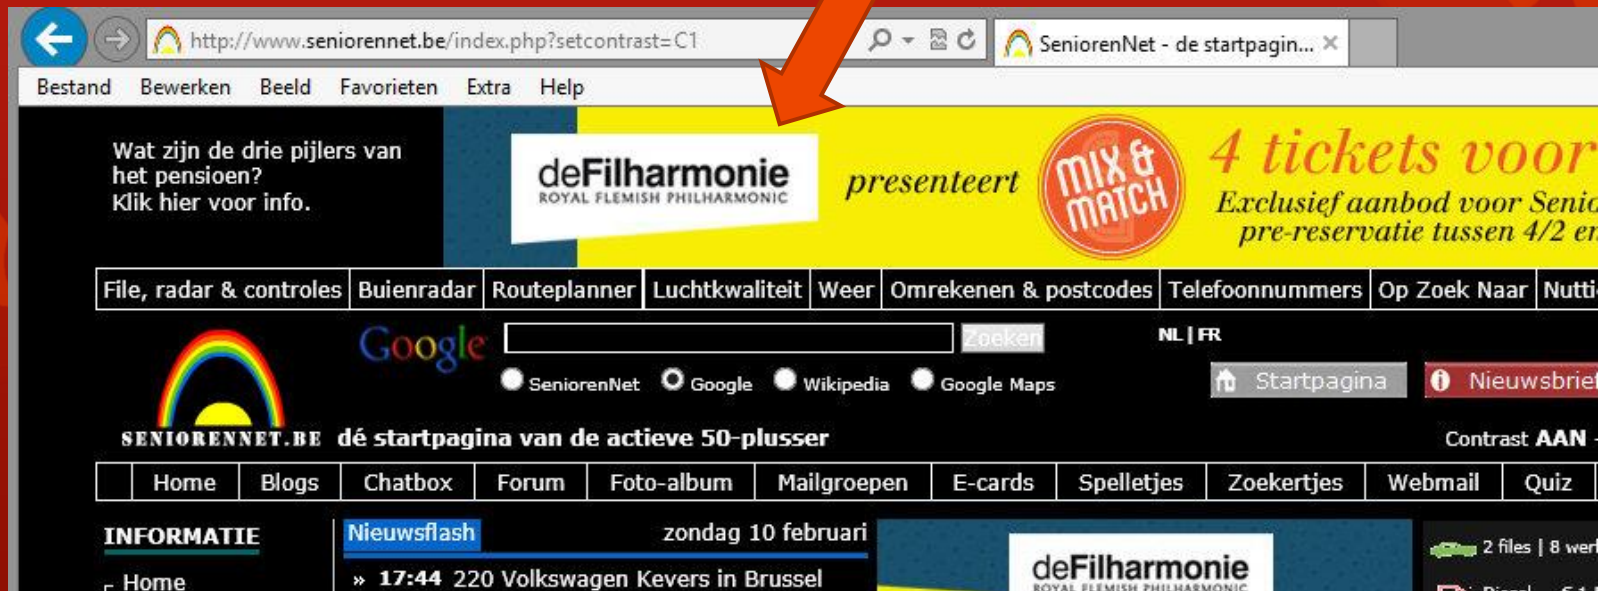 http://www.seniorennet.be/index.php?setcontrast=C1
SeniorenNet - de startpagin...
Bestand Bewerken Beeld Favorieten Extra Help
Wat zijn de drie pijlers van
het pensioen?
Klik hier voor info.
deFilharmonie
ROYAL FLEMISH PHILHARMONIC
presenteert
MIX &
MATCH
4 tickets voor
Exclusief aanbod voor
pre-reservatie tussen 4/2
File, radar & controles Buienradar Routeplanner Luchtkwaliteit Weer Omrekenen & postcodes Telefoonnummers Op Zoek Naar
Google Zoeken NL | FR
SeniorenNet Google Wikipedia Google Maps
Startpagina Nieuwsbrief
SENIORENNET.BE dé startpagina van de actieve 50-plusser
Contrast AAN -
Home Blogs Chatbox Forum Foto-album Mailgroepen E-cards Spelletjes Zoekertjes Webmail Quiz
INFORMATIE
Home
Nieuwsflash zondag 10 februari
» 17:44 220 Volkswagen Kevers in Brussel
deFilharmonie
ROYAL FLEMISH PHILHARMONIC
2 files | 8